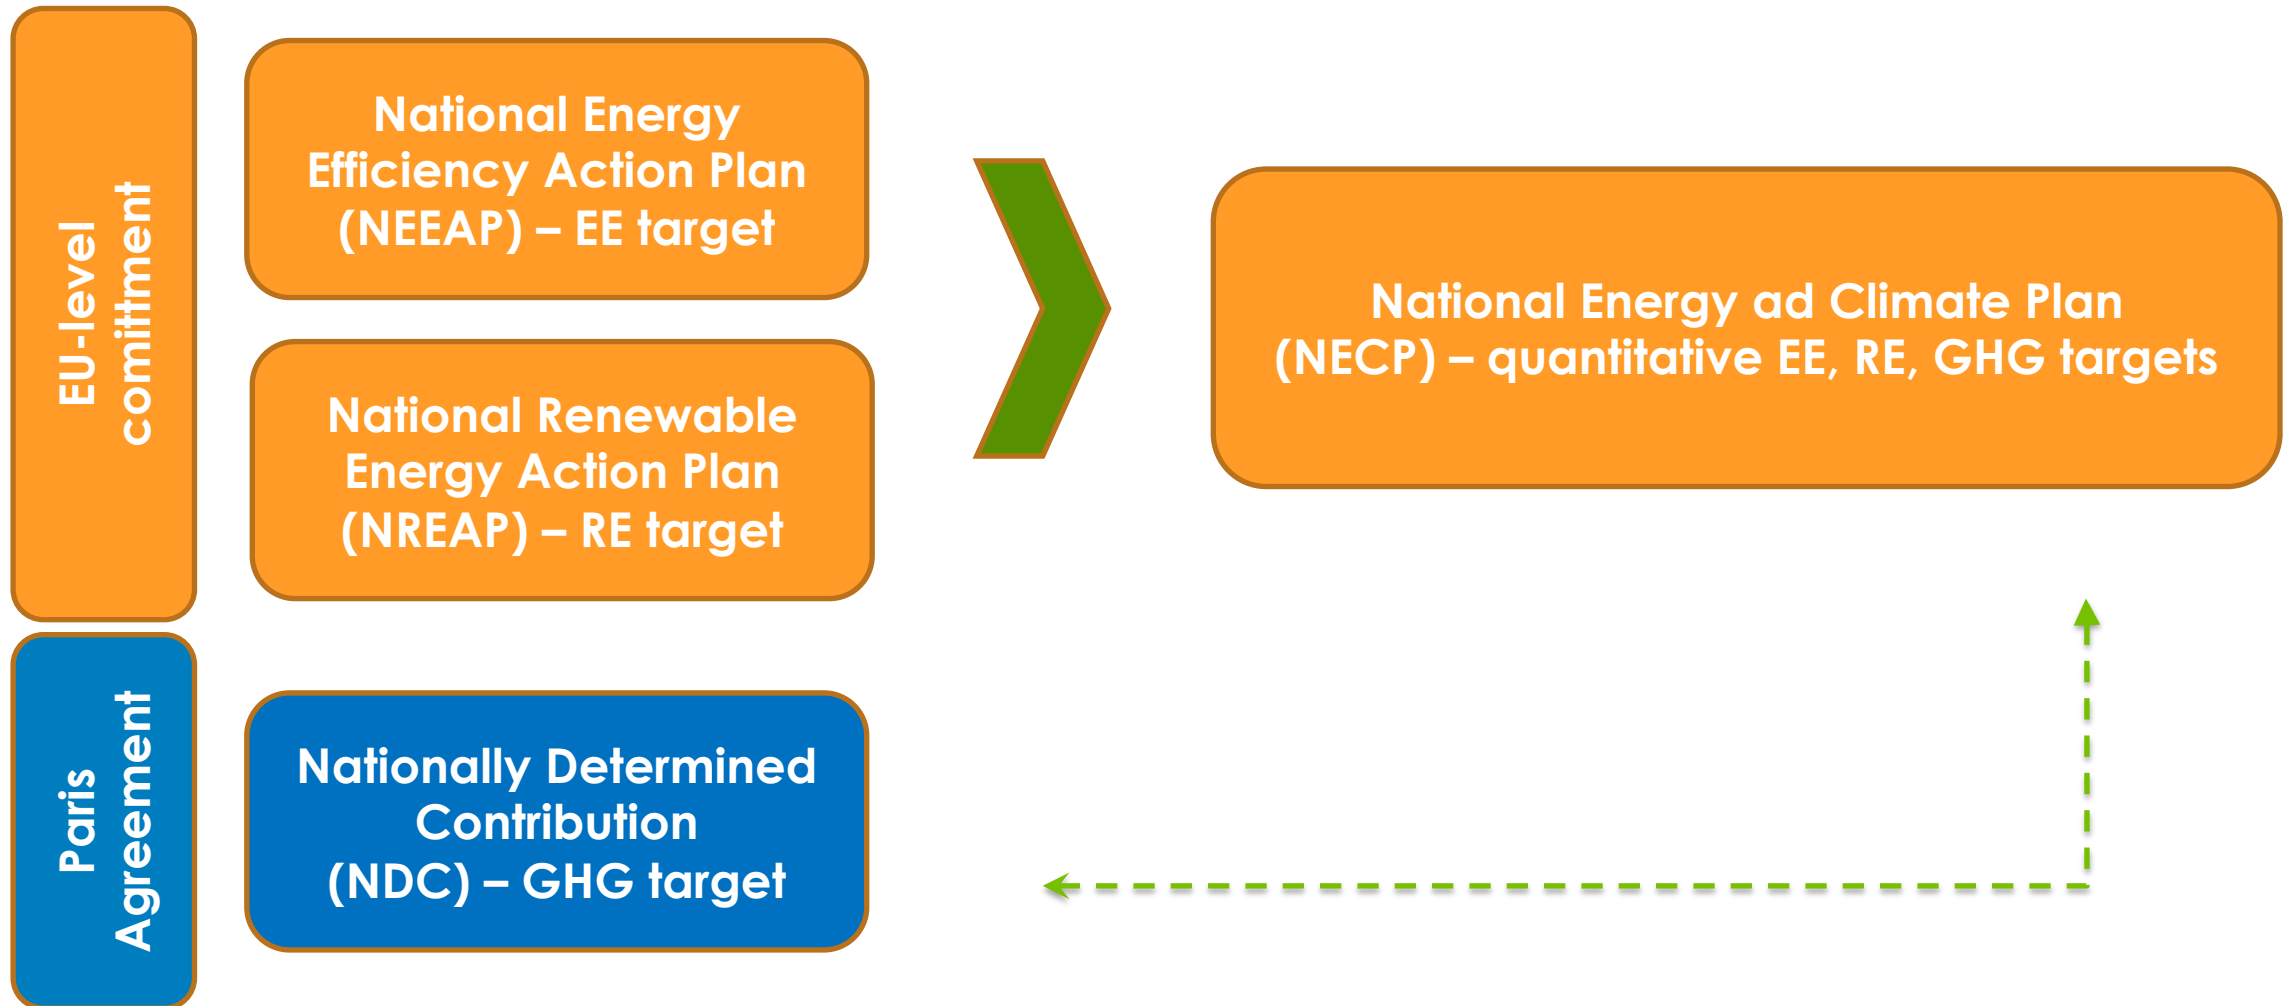 EU-level
comittment
National Energy
Efficiency Action Plan
(NEEAP) – EE target
National Renewable
Energy Action Plan
(NREAP) – RE target
National Energy ad Climate Plan
(NECP) – quantitative EE, RE, GHG targets
Paris
Agreement
Nationally Determined
Contribution
(NDC) – GHG target